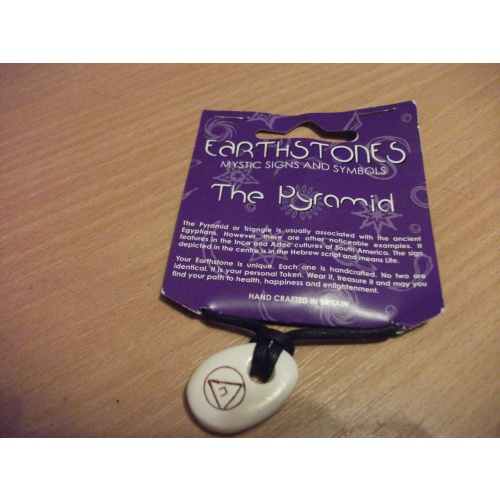 EARTHSTONES
MYSTIC SIGNS AND SYMBOLS
The Pyramid
The Pyramid or Triangle is usually associated with the ancient
Egyptians. However, there are other noticeable examples. It
features in the Inca and Aztec cultures of South America. The sign
depicted in the centre is in the Hebrew script and means Life.
Your Earthstone is unique. Each one is handcrafted. No two are
identical. It is your personal Token. Wear it, treasure it and may you
find your path to health, happiness and enlightenment.
HAND CRAFTED IN BRITAIN